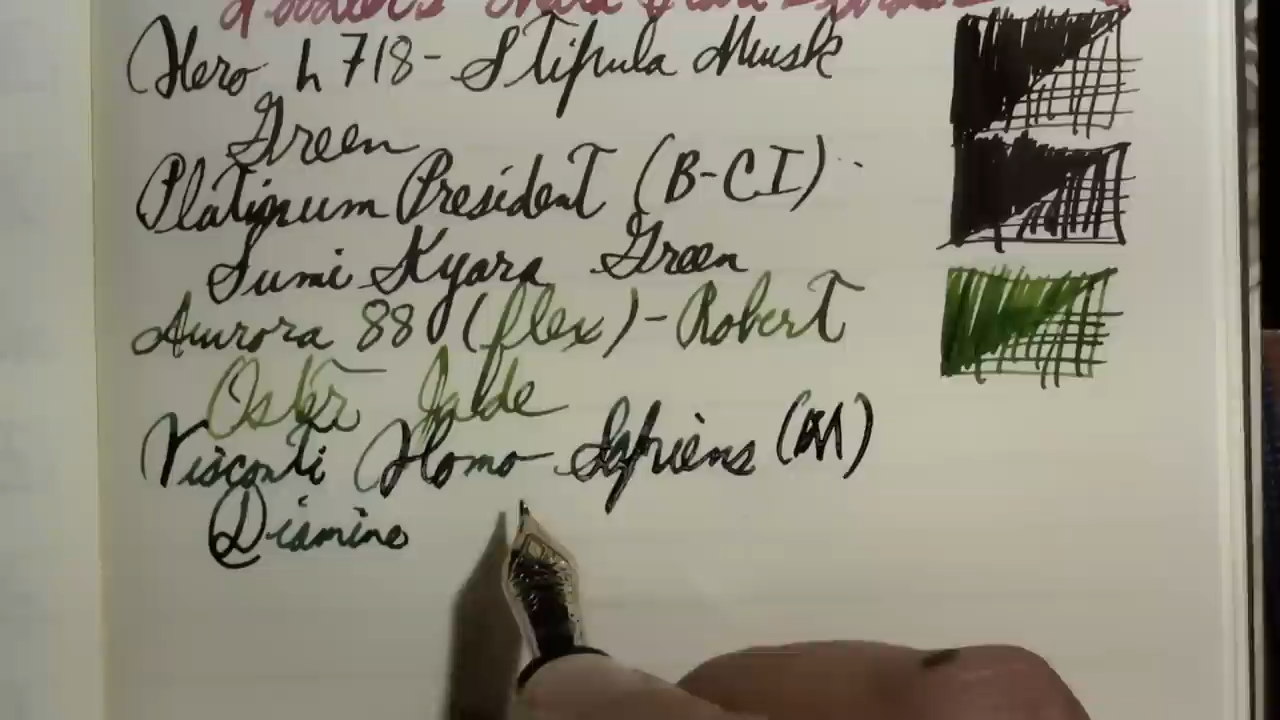 Hero h 718 - Stipula Musk
Green
Platinum President (B-CI)
Sumi Kyara Green
Aurora 88 (flex) - Robert
Oster Jade
Visconti Homo Sapiens (M)
Diamine